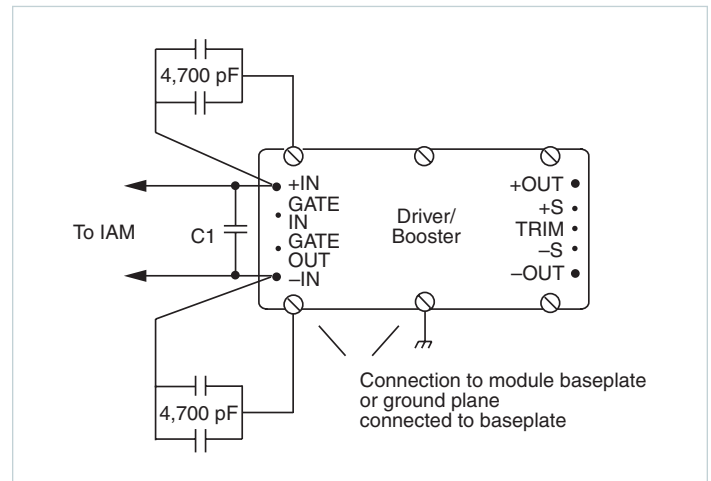 4,700 pF
+IN
GATE
IN
GATE
OUT
–IN
To IAM
C1
Driver/
Booster
+OUT
+S
TRIM
–S
–OUT
4,700 pF
Connection to module baseplate
or ground plane
connected to baseplate